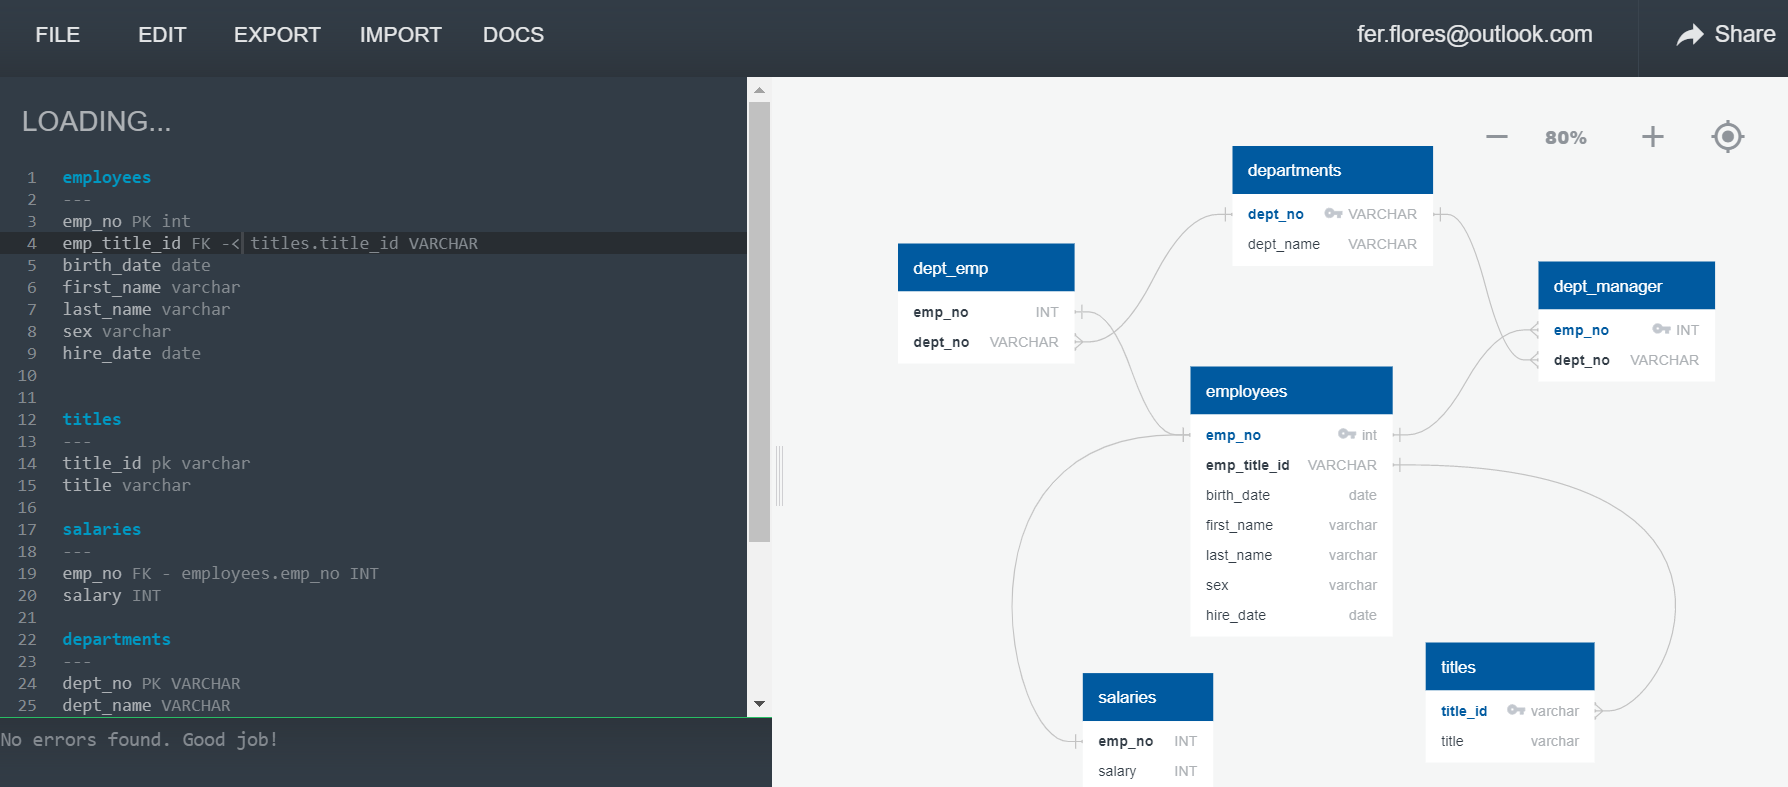 FILE EDIT EXPORT IMPORT DOCS fer.flores@outlook.com Share
LOADING...
1 employees
2 ---
3 emp_no PK int
4 emp_title_id FK -< titles.title_id VARCHAR
5 birth_date date
6 first_name varchar
7 last_name varchar
8 sex varchar
9 hire_date date
10
11
12 titles
13 ---
14 title_id pk varchar
15 title varchar
16
17 salaries
18 ---
19 emp_no FK - employees.emp_no INT
20 salary INT
21
22 departments
23 ---
24 dept_no PK VARCHAR
25 dept_name VARCHAR
No errors found. Good job!
80%
departments
dept_no VARCHAR
dept_name VARCHAR
dept_emp
emp_no INT
dept_no VARCHAR
dept_manager
emp_no INT
dept_no VARCHAR
employees
emp_no int
emp_title_id VARCHAR
birth_date date
first_name varchar
last_name varchar
sex varchar
hire_date date
salaries
emp_no INT
salary INT
titles
title_id varchar
title varchar